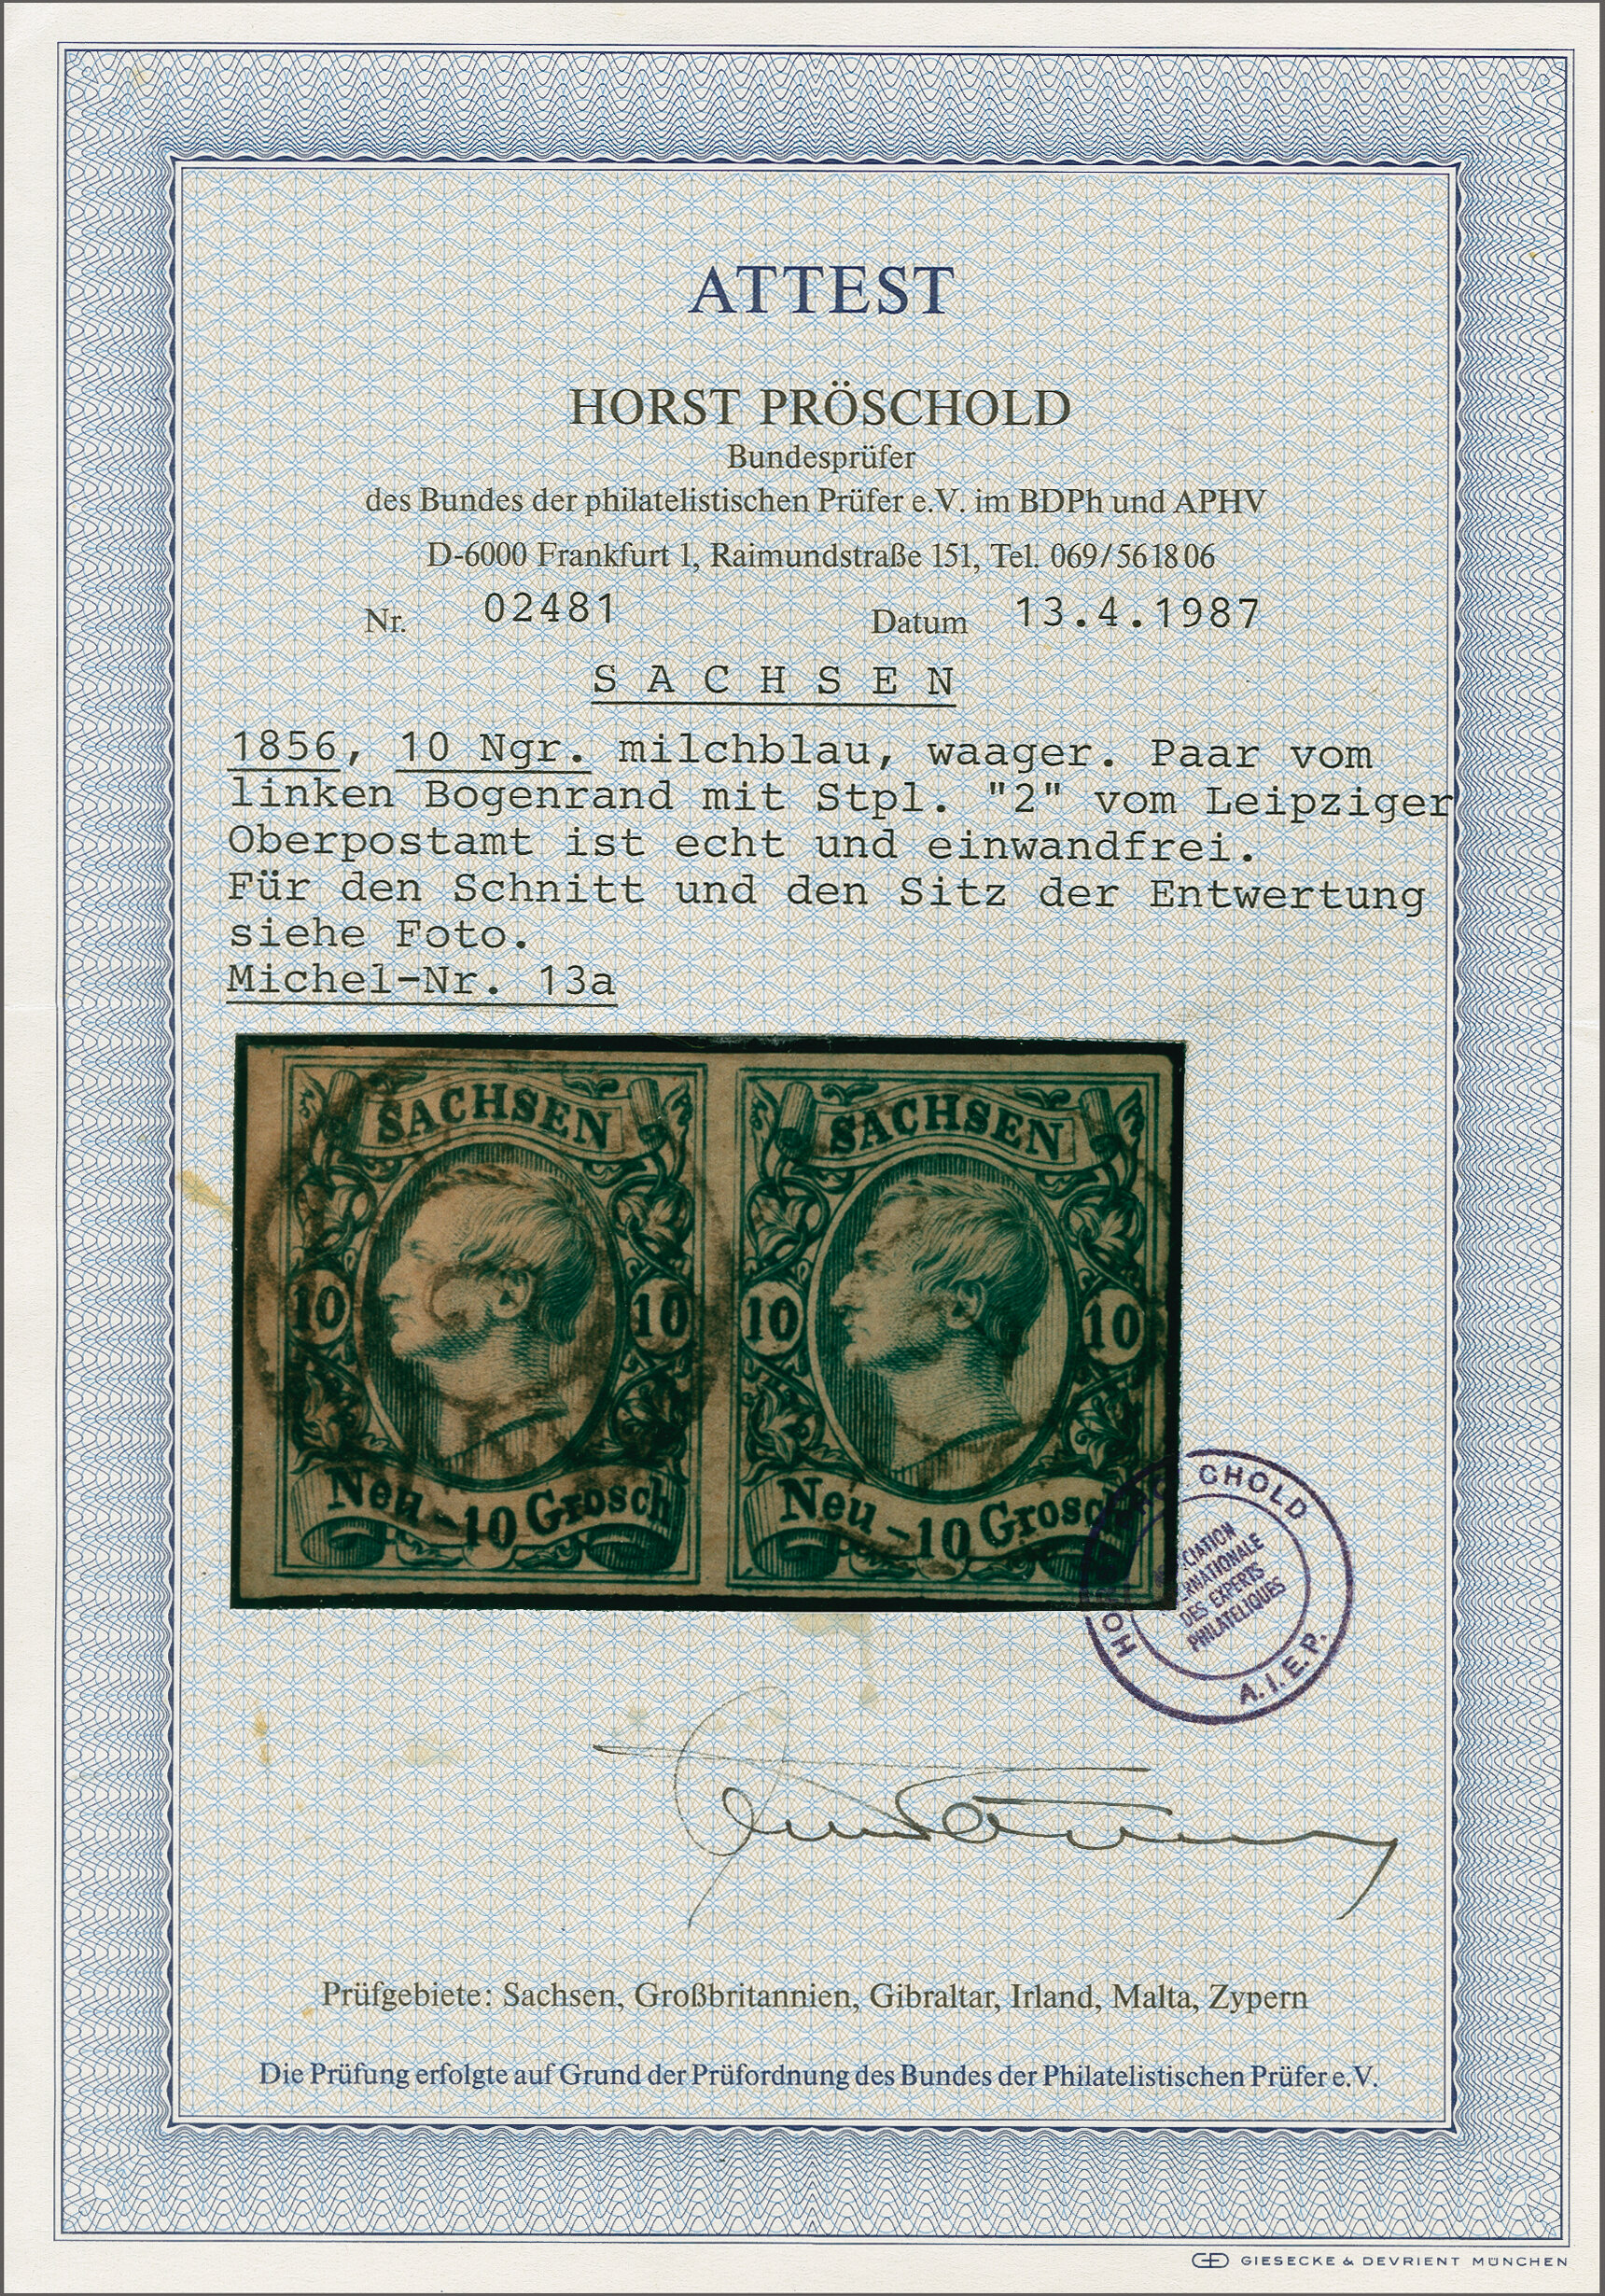 ATTEST
HORST PRÖSCHOLD
Bundesprüfer
des Bundes der philatelistischen Prüfer e.V. im BDPh und APHV
D-6000 Frankfurt 1, Raimundstraße 151, Tel. 069/561806
Nr. 02481 Datum 13.4.1987
SACHSEN
1856, 10 Ngr. milchblau, waager. Paar vom
linken Bogenrand mit Stpl. "2" vom Leipziger
Oberpostamt ist echt und einwandfrei.
Für den Schnitt und den Sitz der Entwertung
siehe Foto.
Michel-Nr. 13a
SACHSEN
10 10
Neu-10 Grosch
SACHSEN
10 10
Neu-10 Grosch
CHOLD
DES EXPERTS
PHILATELIQUES
A.I.E.P.
Prüfgebiete: Sachsen, Großbritannien, Gibraltar, Irland, Malta, Zypern
Die Prüfung erfolgte auf Grund der Prüfordnung des Bundes der Philatelistischen Prüfer e.V.
GIESECKE & DEVRIENT MÜNCHEN